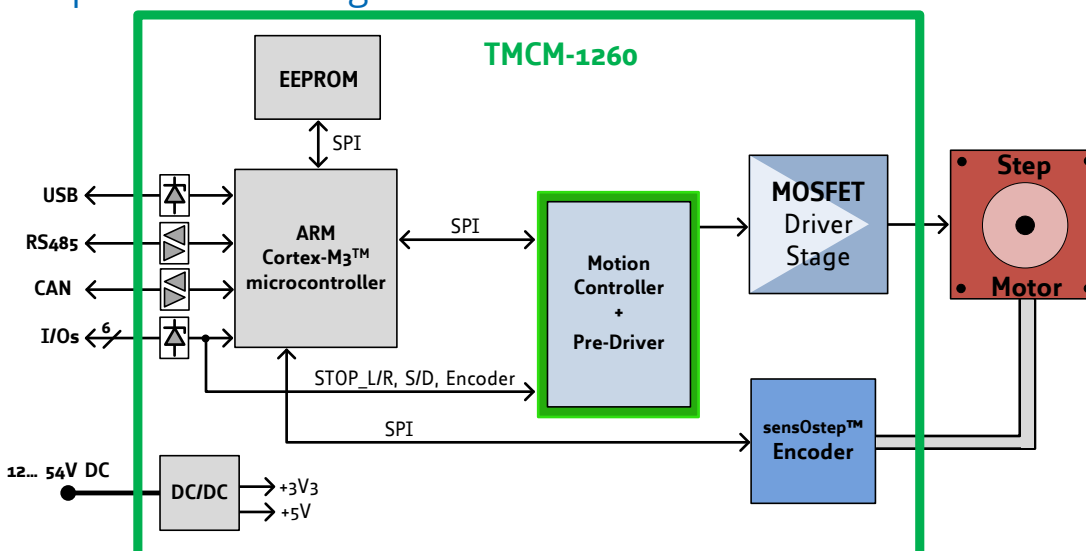 TMCM-1260
EEPROM
SPI
USB
RS485
CAN
I/Os
6
ARM
Cortex-M3™
microcontroller
SPI
Motion
Controller
+
Pre-Driver
MOSFET
Driver
Stage
Step
Motor
STOP_L/R, S/D, Encoder
SPI
sensOstep™
Encoder
12... 54V DC
DC/DC
+3V3
+5V